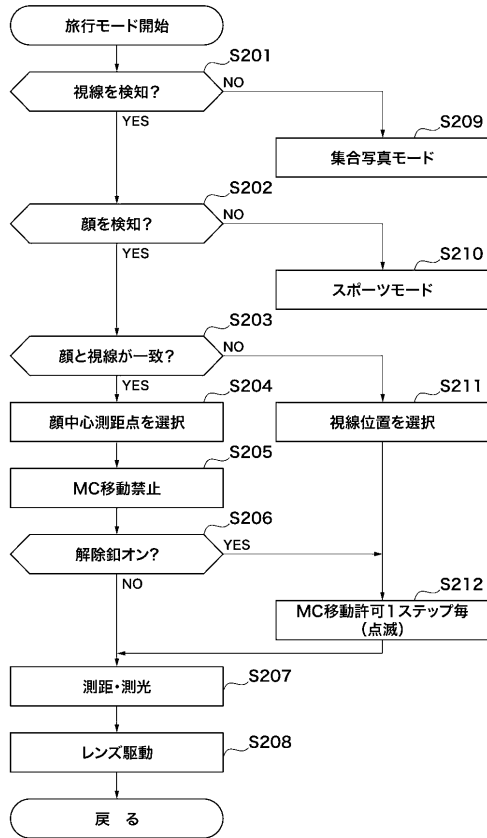 旅行モード開始
S201
視線を検知?
NO
YES
S209
集合写真モード
S202
顔を検知?
NO
YES
S210
スポーツモード
S203
顔と視線が一致?
NO
YES
S204
S211
顔中心測距点を選択
視線位置を選択
S205
MC移動禁止
S206
解除釦オン?
YES
NO
S212
MC移動許可1ステップ毎
(点滅)
測距・測光
S207
レンズ駆動
S208
戻 る